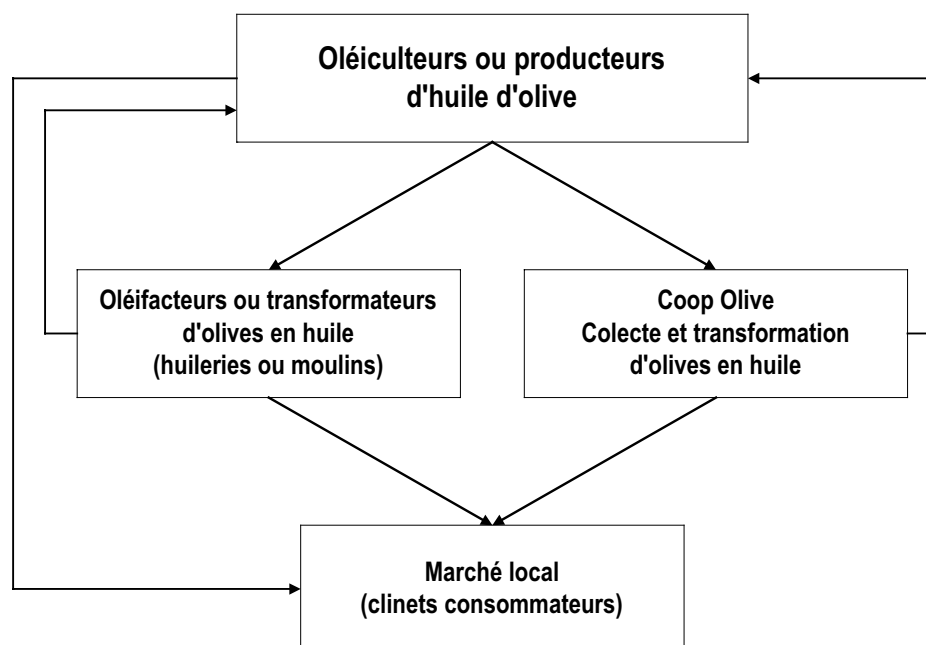 Oléiculteurs ou producteurs
d'huile d'olive
Oléifacteurs ou transformateurs
d'olives en huile
(huileries ou moulins)
Coop Olive
Colecte et transformation
d'olives en huile
Marché local
(clinets consommateurs)